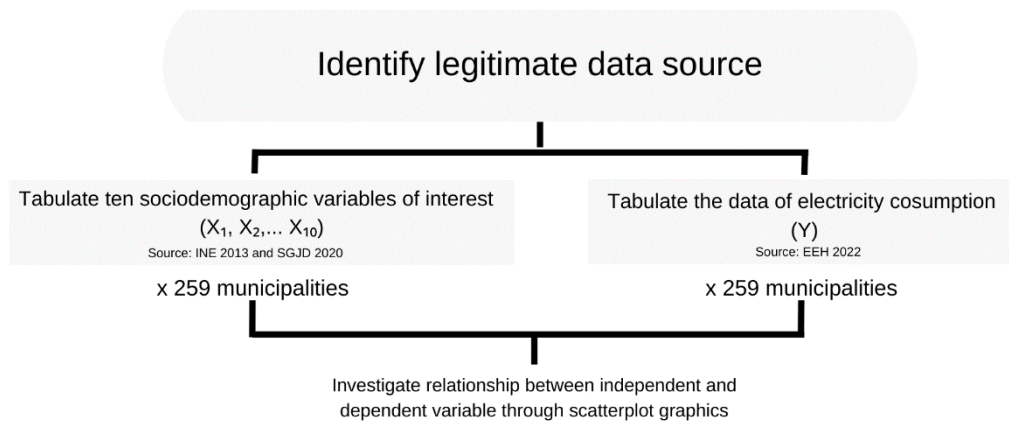 Identify legitimate data source
Tabulate ten sociodemographic variables of interest
(X₁, X₂,... X₁₀)
Source: INE 2013 and SGJD 2020
x 259 municipalities
Tabulate the data of electricity cosumption
(Y)
Source: EEH 2022
x 259 municipalities
Investigate relationship between independent and
dependent variable through scatterplot graphics